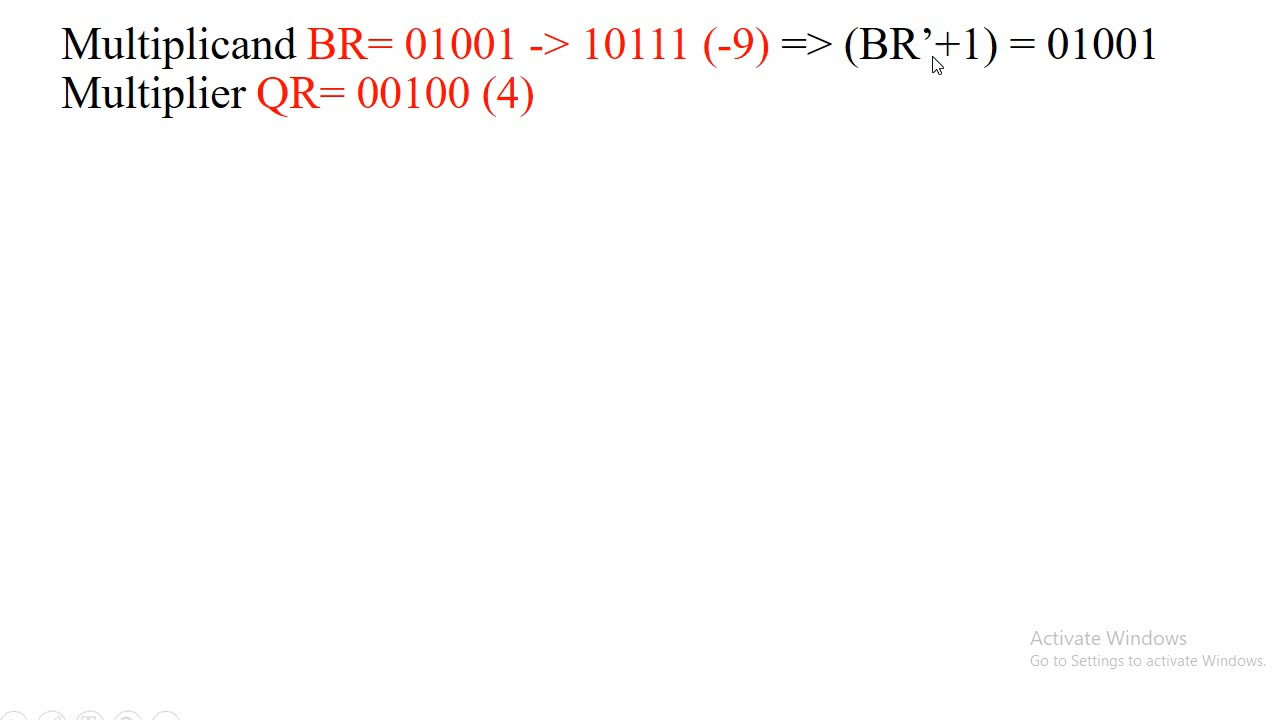 Multiplicand BR= 01001 -> 10111 (-9) => (BR’+1) = 01001
Multiplier QR= 00100 (4)
Activate Windows
Go to Settings to activate Windows.